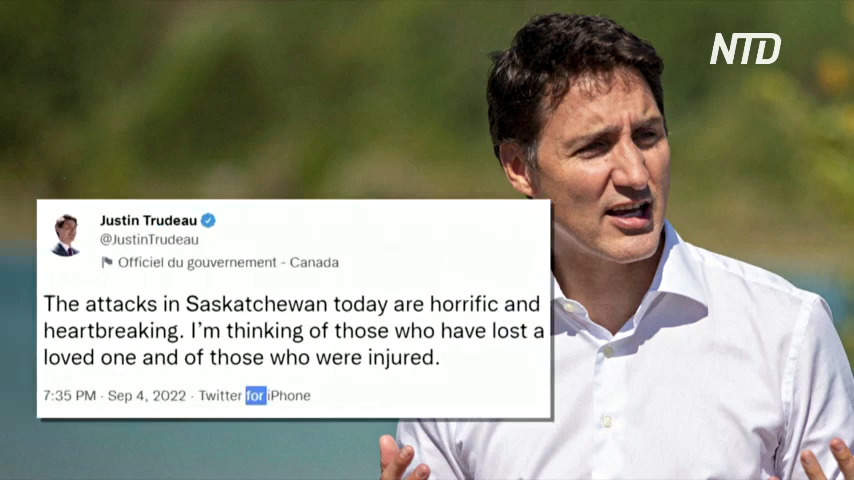 NTD
Justin Trudeau
@JustinTrudeau
Officiel du gouvernement - Canada
The attacks in Saskatchewan today are horrific and
heartbreaking. I'm thinking of those who have lost a
loved one and of those who were injured.
7:35 PM · Sep 4, 2022 · Twitter for iPhone